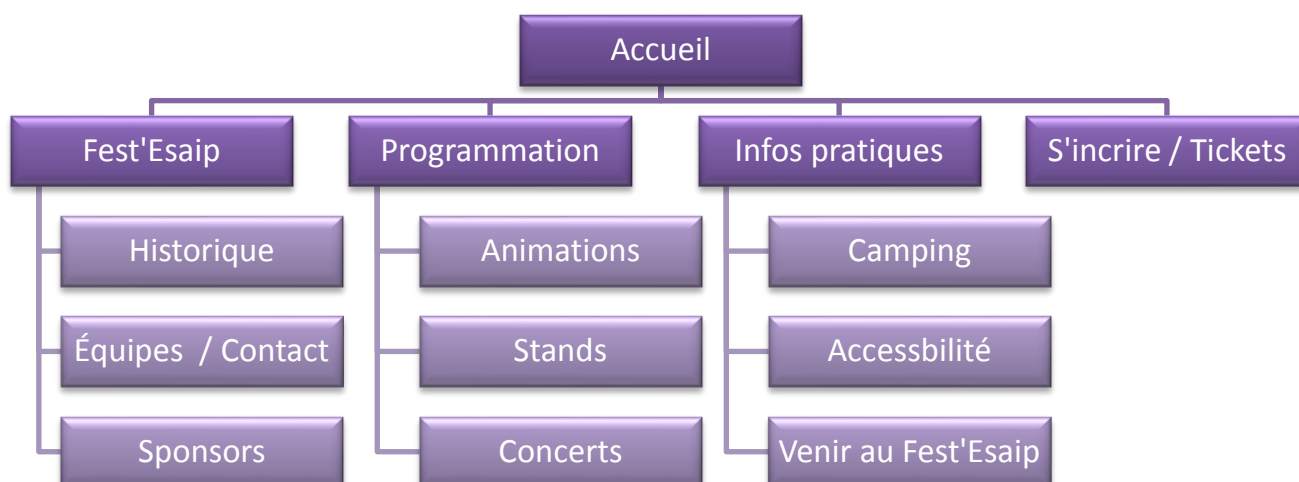 Accueil
Fest'Esaip
Programmation
Infos pratiques
S'incrire / Tickets
Historique
Animations
Camping
Équipes / Contact
Stands
Accessbilité
Sponsors
Concerts
Venir au Fest'Esaip